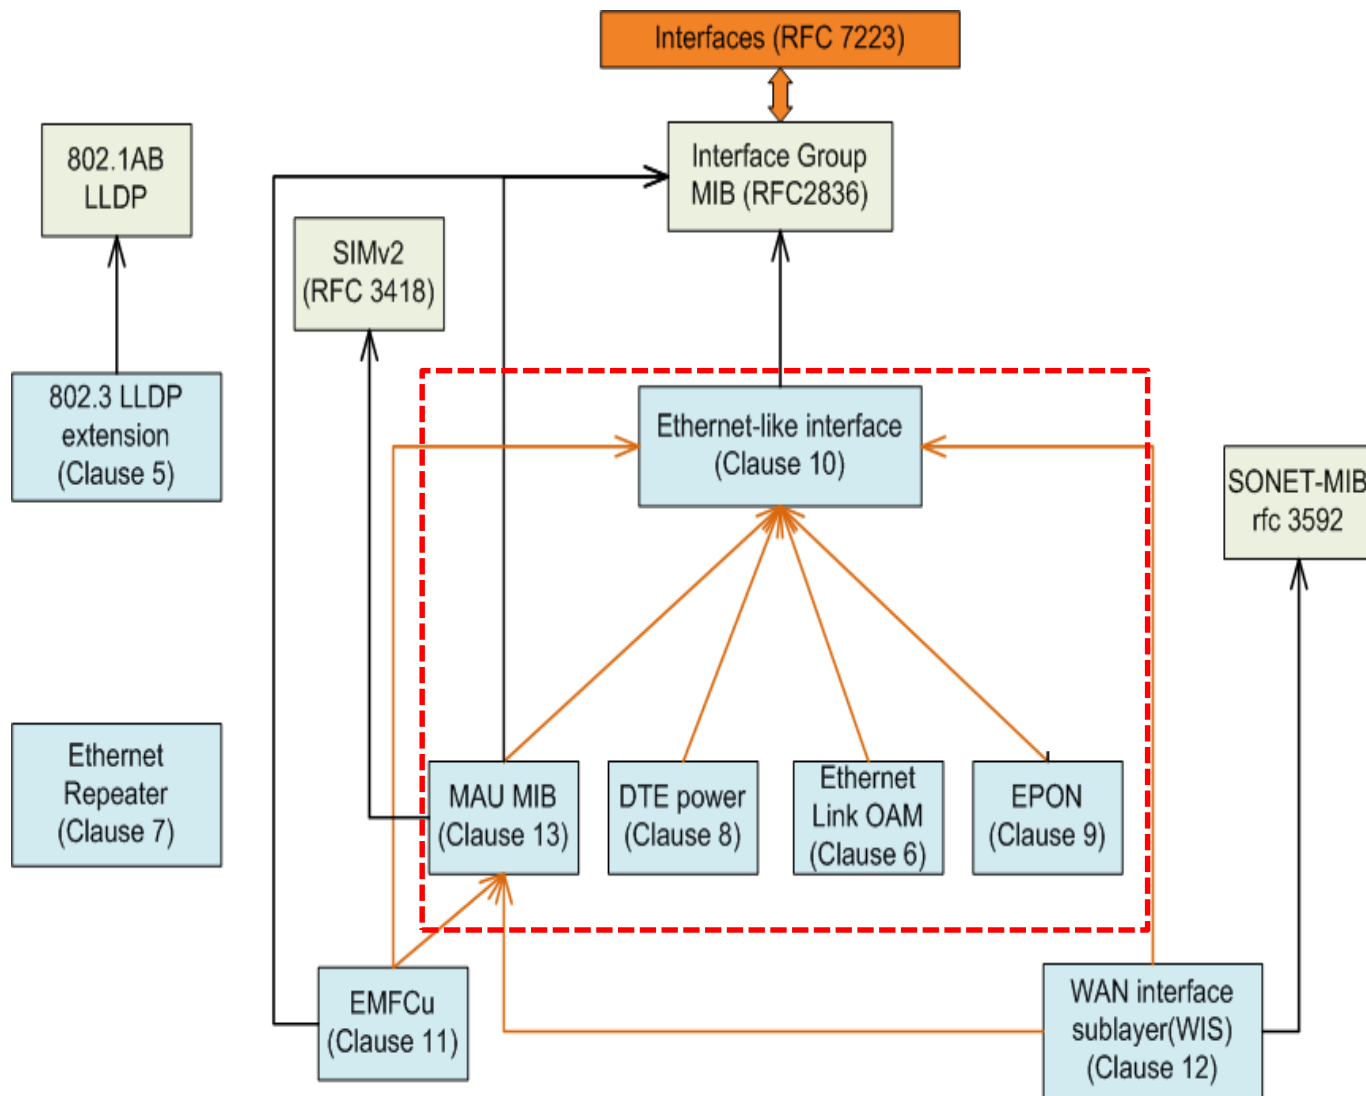 Interfaces (RFC 7223)
802.1AB
LLDP
Interface Group
MIB (RFC2836)
SIMv2
(RFC 3418)
802.3 LLDP
extension
(Clause 5)
Ethernet-like interface
(Clause 10)
SONET-MIB
rfc 3592
Ethernet
Repeater
(Clause 7)
MAU MIB
(Clause 13)
DTE power
(Clause 8)
Ethernet
Link OAM
(Clause 6)
EPON
(Clause 9)
EMFCu
(Clause 11)
WAN interface
sublayer(WIS)
(Clause 12)